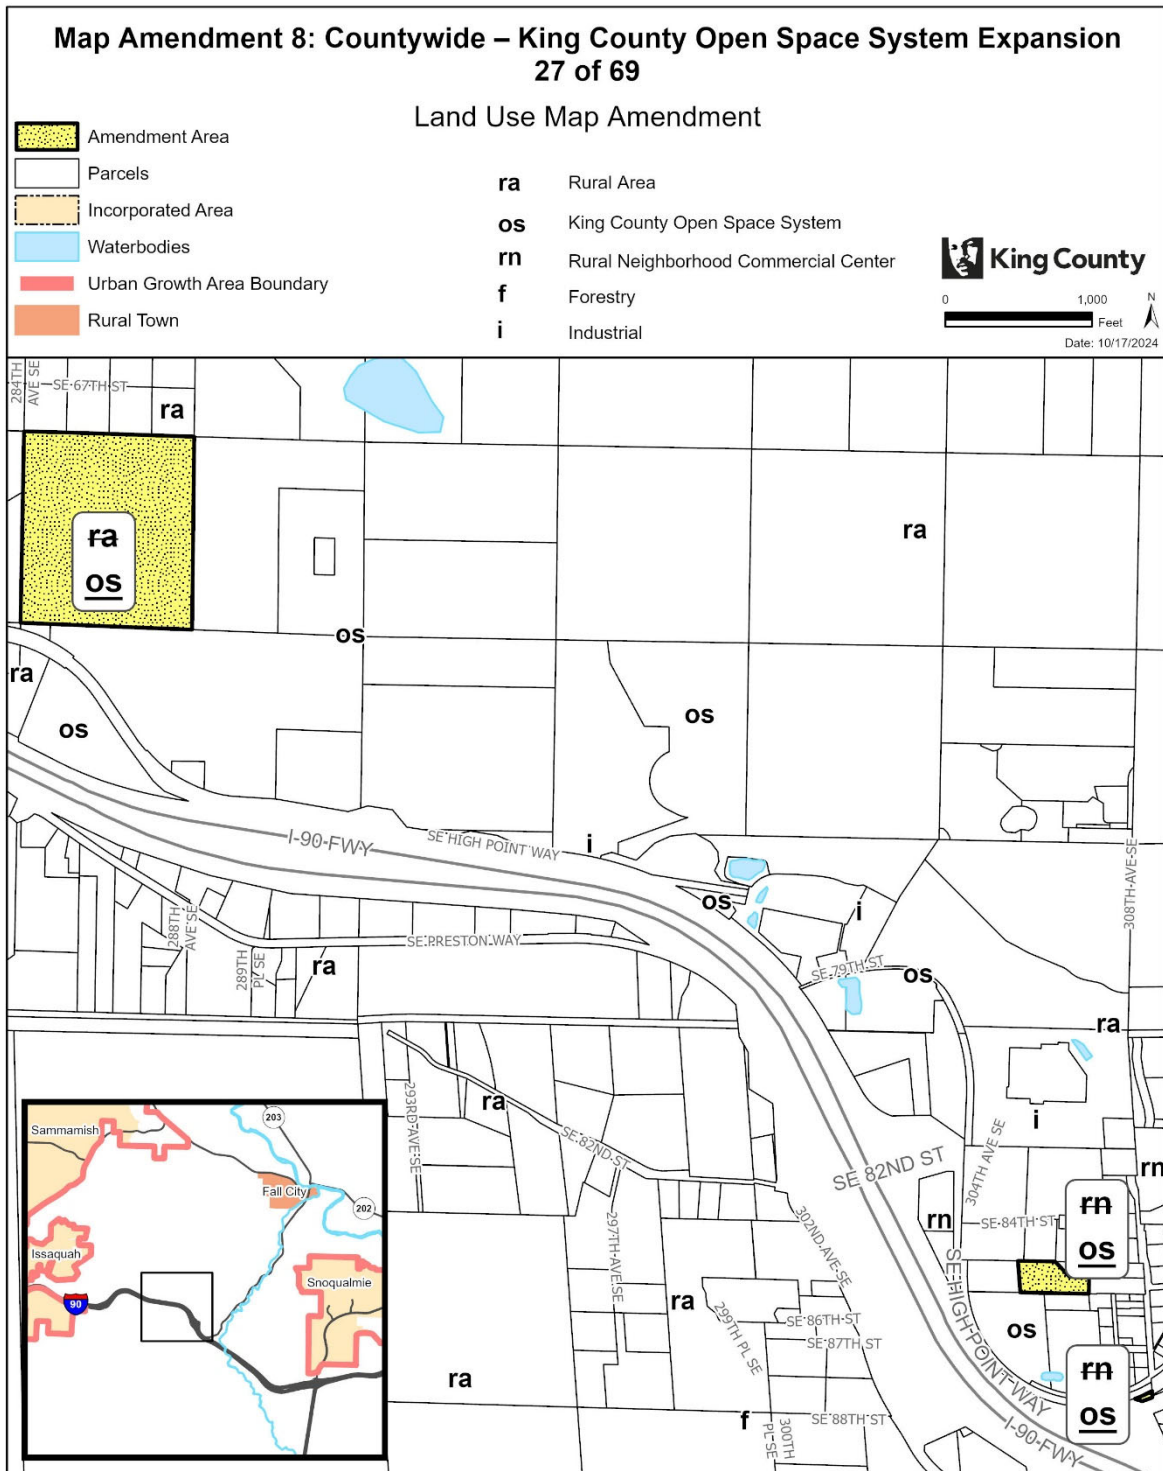 Map Amendment 8: Countywide – King County Open Space System Expansion
27 of 69
Land Use Map Amendment
Amendment Area
Parcels
Incorporated Area
Waterbodies
Urban Growth Area Boundary
Rural Town
ra Rural Area
os King County Open Space System
rn Rural Neighborhood Commercial Center
f Forestry
i Industrial
King County
0 1,000
Feet
N
Date: 10/17/2024
284TH
AVE SE
SE 67TH ST
ra
ra
os
ra
os
ra
os
os
I-90 FWY
SE HIGH POINT WAY
i
os
i
288TH
AVE SE
289TH
PL SE
SE PRESTON WAY
ra
SE 79TH ST
os
308TH AVE SE
ra
293RD AVE SE
ra
SE 82ND ST
i
304TH AVE SE
SE 82ND ST
rn
rn
SE 84TH ST
rn
os
297TH AVE SE
302ND AVE SE
ra
299TH PL SE
SE 86TH ST
SE 87TH ST
SE 88TH ST
300TH
PL SE
f
ra
os
SE HIGH POINT WAY
I-90 FWY
rn
os
Sammamish
203
Fall City
202
Issaquah
90
Snoqualmie